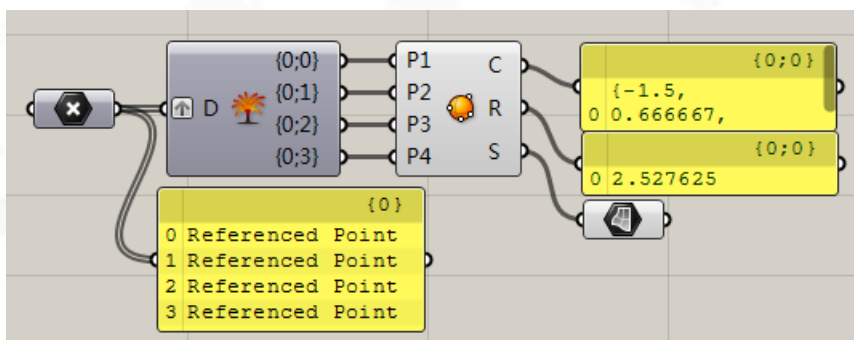 D
{0;0}
{0;1}
{0;2}
{0;3}
P1
P2
P3
P4
C
R
S
{0;0}
{-1.5,
0 0.666667,
{0;0}
0 2.527625
{0}
0 Referenced Point
1 Referenced Point
2 Referenced Point
3 Referenced Point